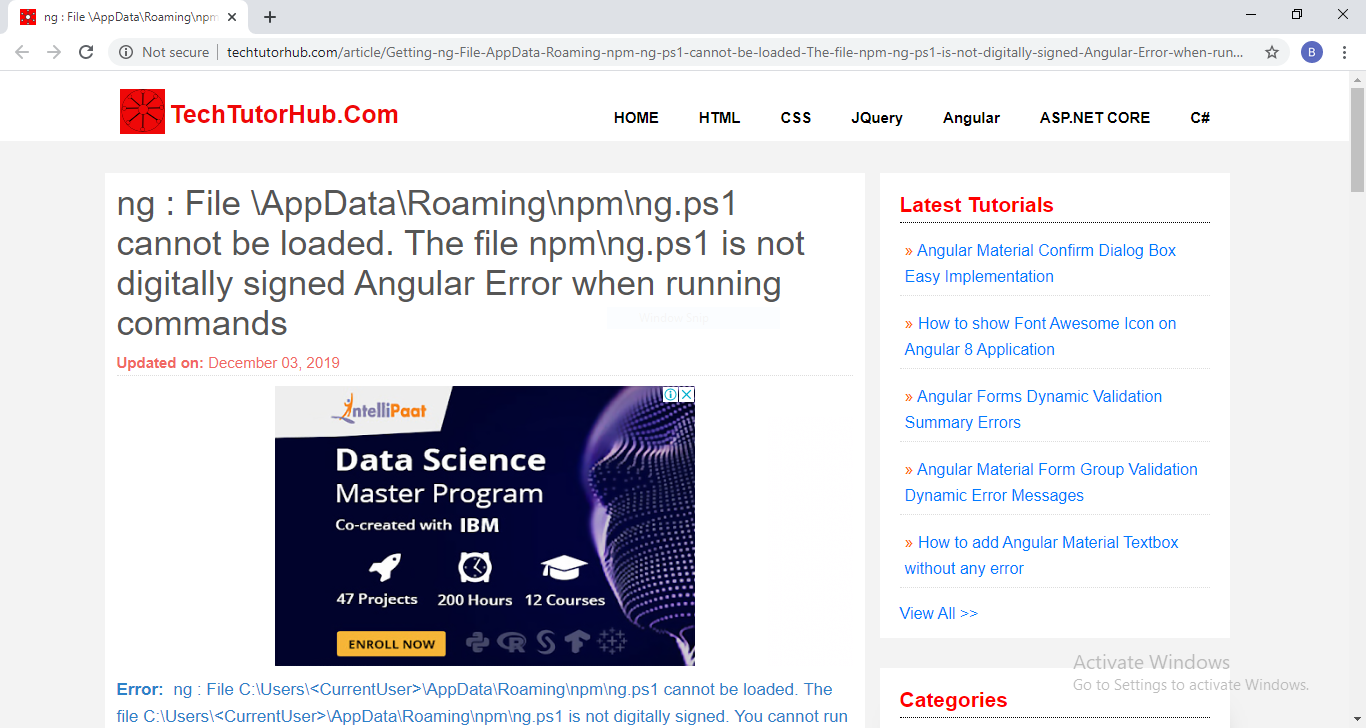 ng : File \AppData\Roaming\npm
Not secure
techtutorhub.com/article/Getting-ng-File-AppData-Roaming-npm-ng-ps1-cannot-be-loaded-The-file-npm-ng-ps1-is-not-digitally-signed-Angular-Error-when-run...
B
TechTutorHub.Com
HOME HTML CSS JQuery Angular ASP.NET CORE C#
ng : File \AppData\Roaming\npm\ng.ps1
cannot be loaded. The file npm\ng.ps1 is not
digitally signed Angular Error when running
commands
Window Snip
Updated on: December 03, 2019
IntelliPaat
Data Science
Master Program
Co-created with IBM
47 Projects 200 Hours 12 Courses
ENROLL NOW
Error: ng : File C:\Users\<CurrentUser>\AppData\Roaming\npm\ng.ps1 cannot be loaded. The
file C:\Users\<CurrentUser>\AppData\Roaming\npm\ng.ps1 is not digitally signed. You cannot run
Latest Tutorials
» Angular Material Confirm Dialog Box
Easy Implementation
» How to show Font Awesome Icon on
Angular 8 Application
» Angular Forms Dynamic Validation
Summary Errors
» Angular Material Form Group Validation
Dynamic Error Messages
» How to add Angular Material Textbox
without any error
View All >>
Categories
Activate Windows
Go to Settings to activate Windows.